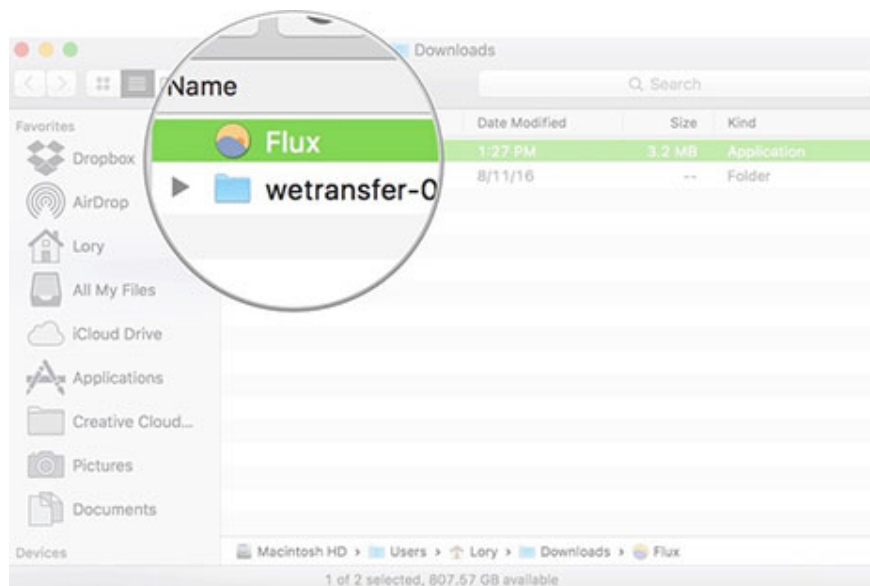 Downloads
Search
Name
Date Modified
Size
Kind
Favorites
Flux
1:27 PM
3.2 MB
Application
Dropbox
wetransfer-0
8/11/16
--
Folder
AirDrop
Lory
All My Files
iCloud Drive
Applications
Creative Cloud...
Pictures
Documents
Devices
Macintosh HD › Users › Lory › Downloads › Flux
1 of 2 selected, 807.57 GB available